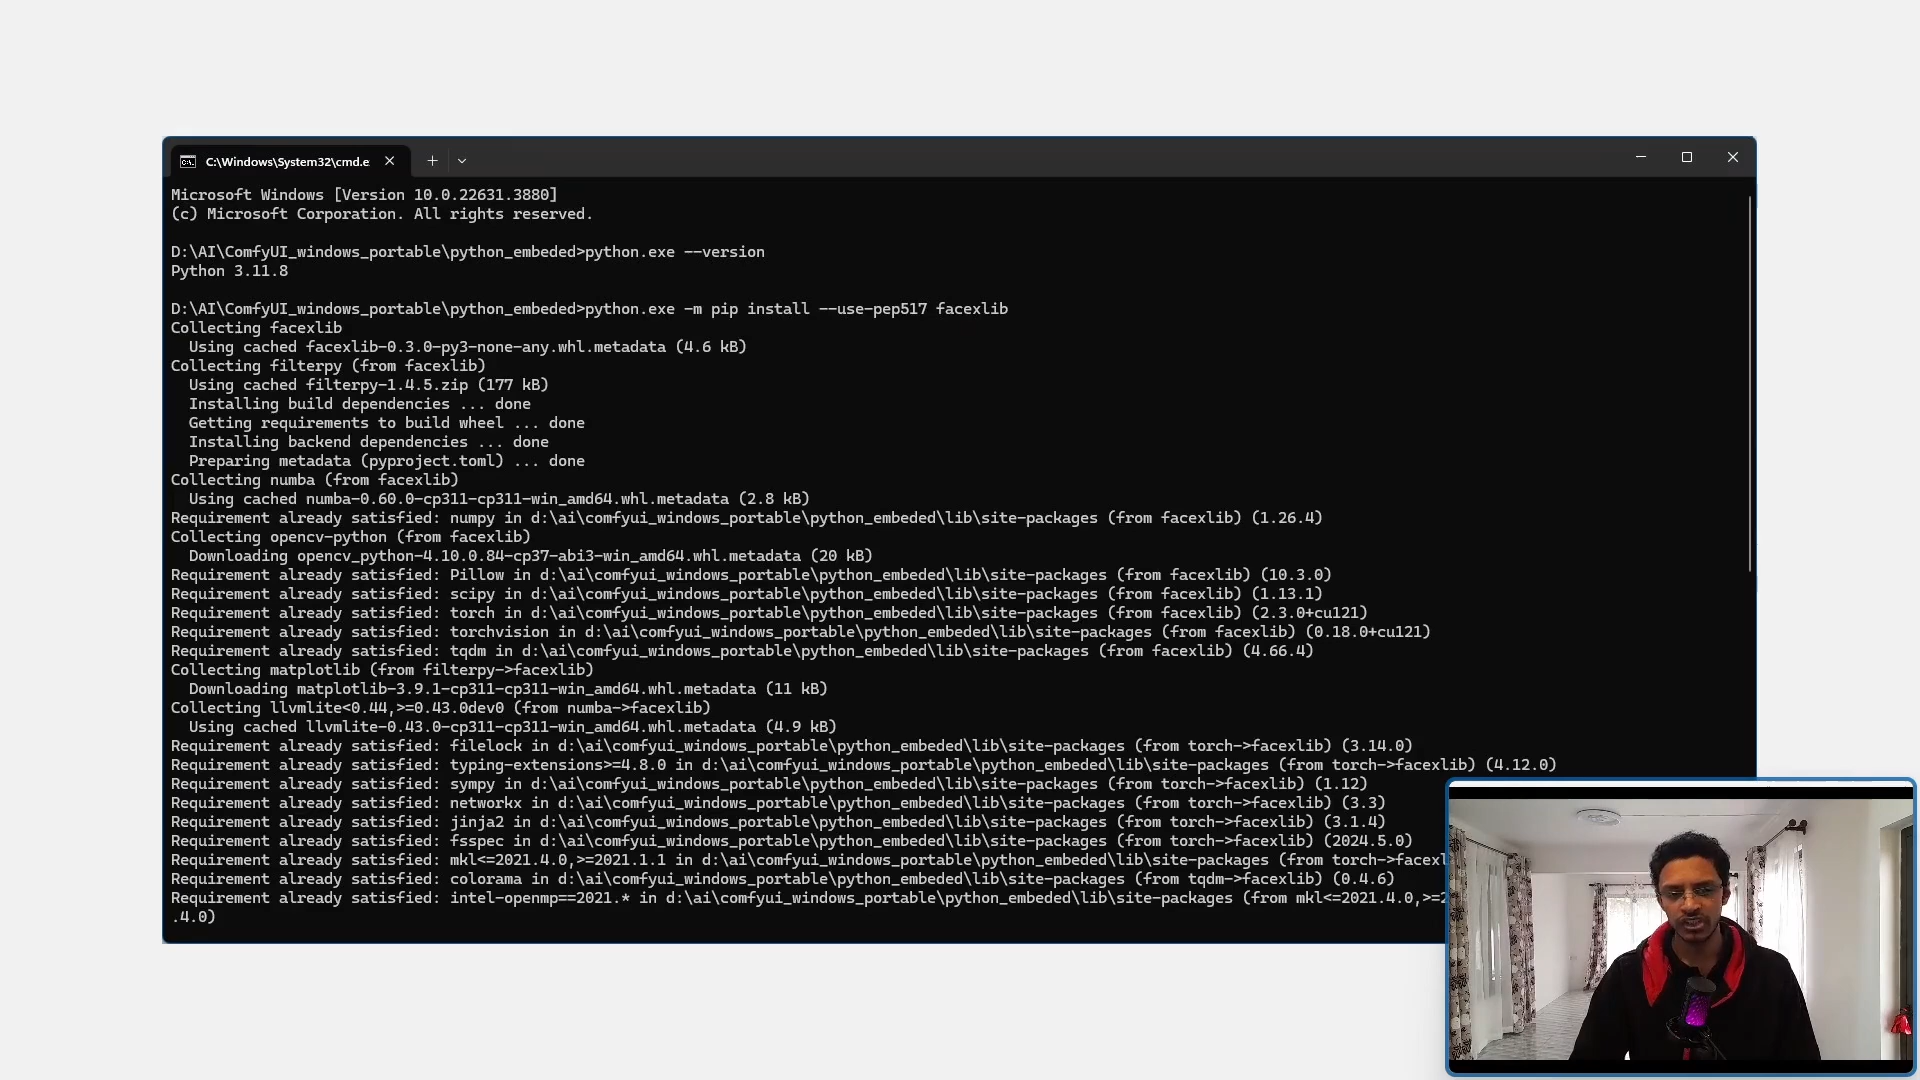 C:\Windows\System32\cmd.e
Microsoft Windows [Version 10.0.22631.3880]
(c) Microsoft Corporation. All rights reserved.
D:\AI\ComfyUI_windows_portable\python_embeded>python.exe --version
Python 3.11.8
D:\AI\ComfyUI_windows_portable\python_embeded>python.exe -m pip install --use-pep517 facexlib
Collecting facexlib
Using cached facexlib-0.3.0-py3-none-any.whl.metadata (4.6 kB)
Collecting filterpy (from facexlib)
Using cached filterpy-1.4.5.zip (177 kB)
Installing build dependencies ... done
Getting requirements to build wheel ... done
Installing backend dependencies ... done
Preparing metadata (pyproject.toml) ... done
Collecting numba (from facexlib)
Using cached numba-0.60.0-cp311-cp311-win_amd64.whl.metadata (2.8 kB)
Requirement already satisfied: numpy in d:\ai\comfyui_windows_portable\python_embeded\lib\site-packages (from facexlib) (1.26.4)
Collecting opencv-python (from facexlib)
Downloading opencv_python-4.10.0.84-cp37-abi3-win_amd64.whl.metadata (20 kB)
Requirement already satisfied: Pillow in d:\ai\comfyui_windows_portable\python_embeded\lib\site-packages (from facexlib) (10.3.0)
Requirement already satisfied: scipy in d:\ai\comfyui_windows_portable\python_embeded\lib\site-packages (from facexlib) (1.13.1)
Requirement already satisfied: torch in d:\ai\comfyui_windows_portable\python_embeded\lib\site-packages (from facexlib) (2.3.0+cu121)
Requirement already satisfied: torchvision in d:\ai\comfyui_windows_portable\python_embeded\lib\site-packages (from facexlib) (0.18.0+cu121)
Requirement already satisfied: tqdm in d:\ai\comfyui_windows_portable\python_embeded\lib\site-packages (from facexlib) (4.66.4)
Collecting matplotlib (from filterpy->facexlib)
Downloading matplotlib-3.9.1-cp311-cp311-win_amd64.whl.metadata (11 kB)
Collecting llvmlite<0.44,>=0.43.0dev0 (from numba->facexlib)
Using cached llvmlite-0.43.0-cp311-cp311-win_amd64.whl.metadata (4.9 kB)
Requirement already satisfied: filelock in d:\ai\comfyui_windows_portable\python_embeded\lib\site-packages (from torch->facexlib) (3.14.0)
Requirement already satisfied: typing-extensions>=4.8.0 in d:\ai\comfyui_windows_portable\python_embeded\lib\site-packages (from torch->facexlib) (4.12.0)
Requirement already satisfied: sympy in d:\ai\comfyui_windows_portable\python_embeded\lib\site-packages (from torch->facexlib) (1.12)
Requirement already satisfied: networkx in d:\ai\comfyui_windows_portable\python_embeded\lib\site-packages (from torch->facexlib) (3.3)
Requirement already satisfied: jinja2 in d:\ai\comfyui_windows_portable\python_embeded\lib\site-packages (from torch->facexlib) (3.1.4)
Requirement already satisfied: fsspec in d:\ai\comfyui_windows_portable\python_embeded\lib\site-packages (from torch->facexlib) (2024.5.0)
Requirement already satisfied: mkl<=2021.4.0,>=2021.1.1 in d:\ai\comfyui_windows_portable\python_embeded\lib\site-packages (from torch->facexl
Requirement already satisfied: colorama in d:\ai\comfyui_windows_portable\python_embeded\lib\site-packages (from tqdm->facexlib) (0.4.6)
Requirement already satisfied: intel-openmp==2021.* in d:\ai\comfyui_windows_portable\python_embeded\lib\site-packages (from mkl<=2021.4.0,>=2
.4.0)